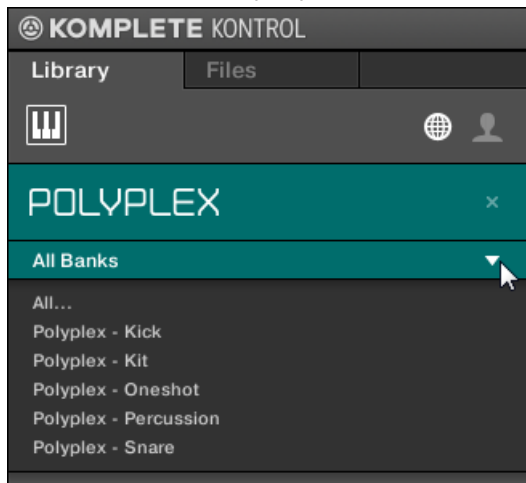 KOMPLETE KONTROL
Library Files
POLYPLEX
All Banks
All...
Polyplex - Kick
Polyplex - Kit
Polyplex - Oneshot
Polyplex - Percussion
Polyplex - Snare